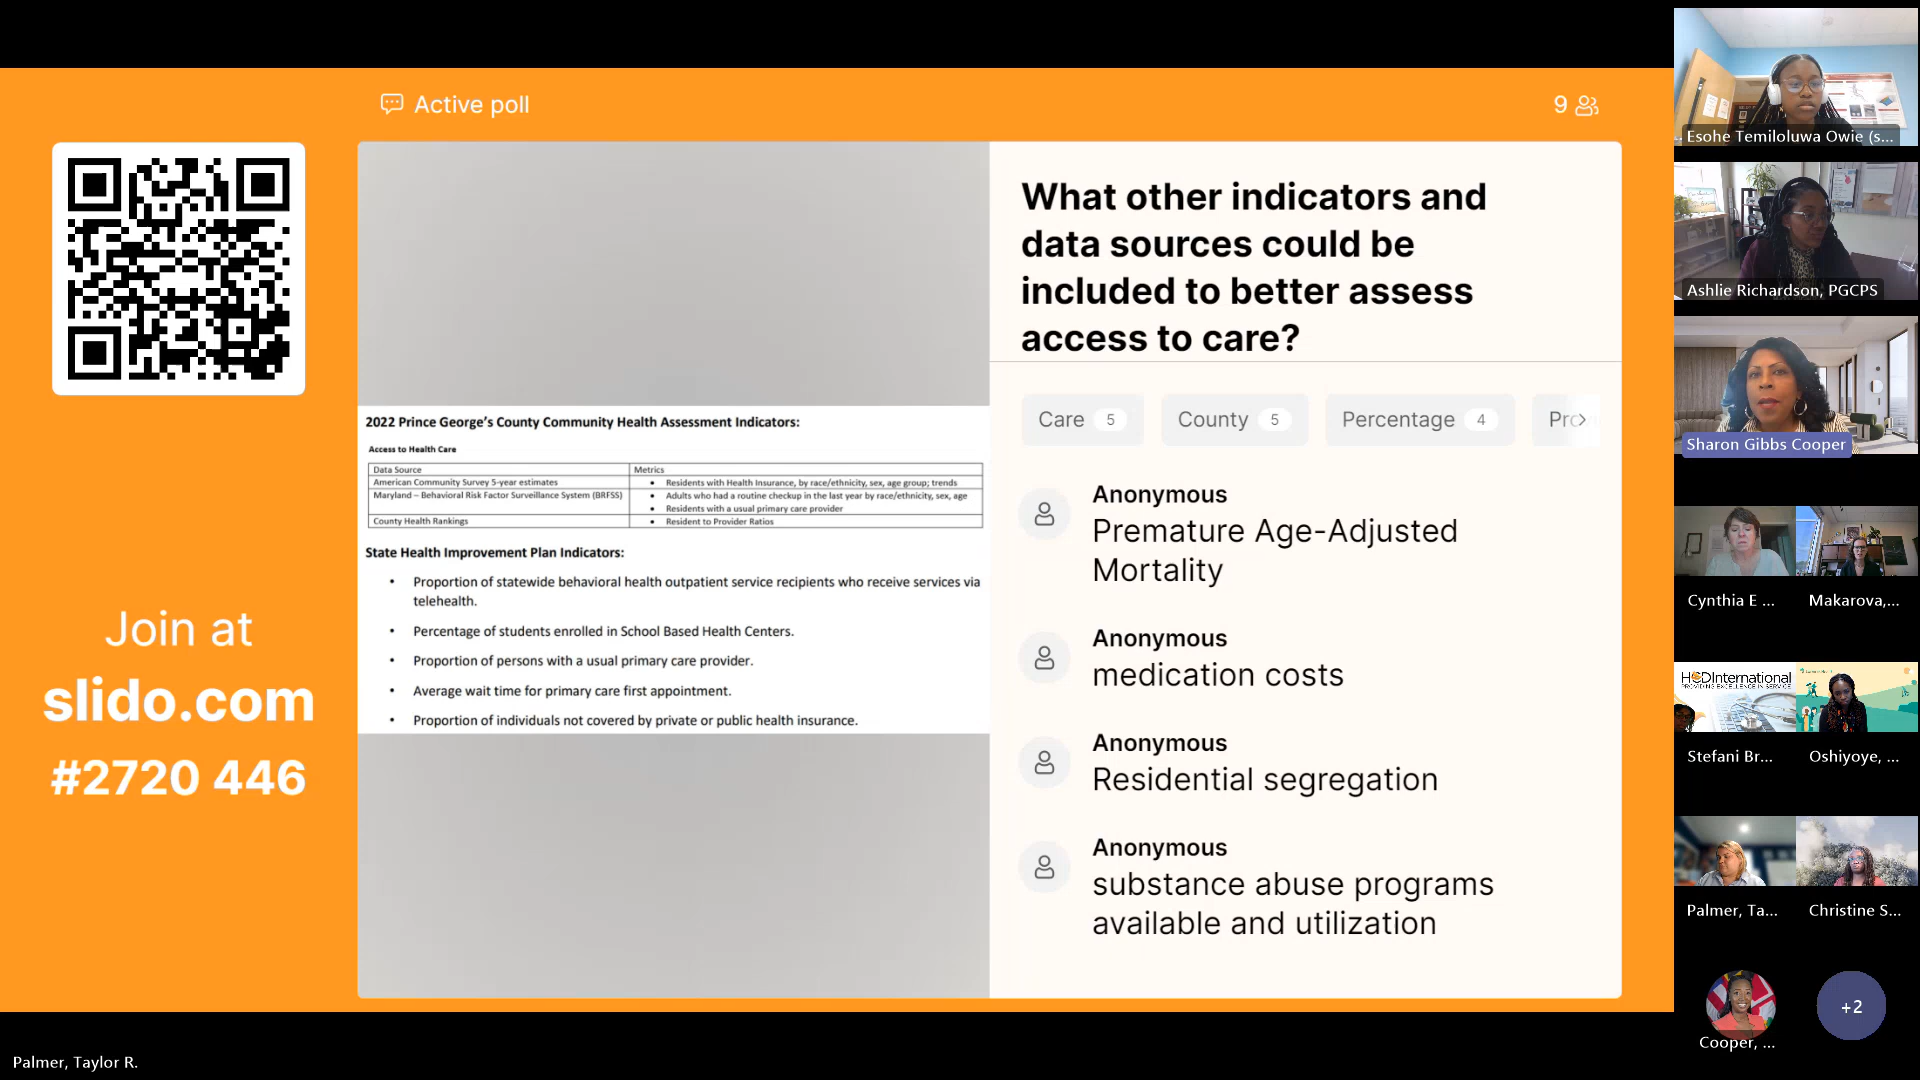 Active poll
9
Join at
slido.com
#2720 446
2022 Prince George's County Community Health Assessment Indicators:
Access to Health Care
Data Source
Metrics
American Community Survey 5-year estimates
• Residents with Health Insurance, by race/ethnicity, sex, age group; trends
Maryland – Behavioral Risk Factor Surveillance System (BRFSS)
• Adults who had a routine checkup in the last year by race/ethnicity, sex, age
• Residents with a usual primary care provider
County Health Rankings
• Resident to Provider Ratios
State Health Improvement Plan Indicators:
• Proportion of statewide behavioral health outpatient service recipients who receive services via
telehealth.
• Percentage of students enrolled in School Based Health Centers.
• Proportion of persons with a usual primary care provider.
• Average wait time for primary care first appointment.
• Proportion of individuals not covered by private or public health insurance.
What other indicators and
data sources could be
included to better assess
access to care?
Care 5
County 5
Percentage 4
Anonymous
Premature Age-Adjusted
Mortality
Anonymous
medication costs
Anonymous
Residential segregation
Anonymous
substance abuse programs
available and utilization
Esohe Temiloluwa Owie (s...
Ashlie Richardson, PGCPS
Sharon Gibbs Cooper
Cynthia E ...
Makarova,...
HCDInternational
PROVIDING EXCELLENCE IN SERVICE
Stefani Br...
Oshiyoye, ...
Palmer, Ta...
Christine S...
Cooper, ...
+2
Palmer, Taylor R.